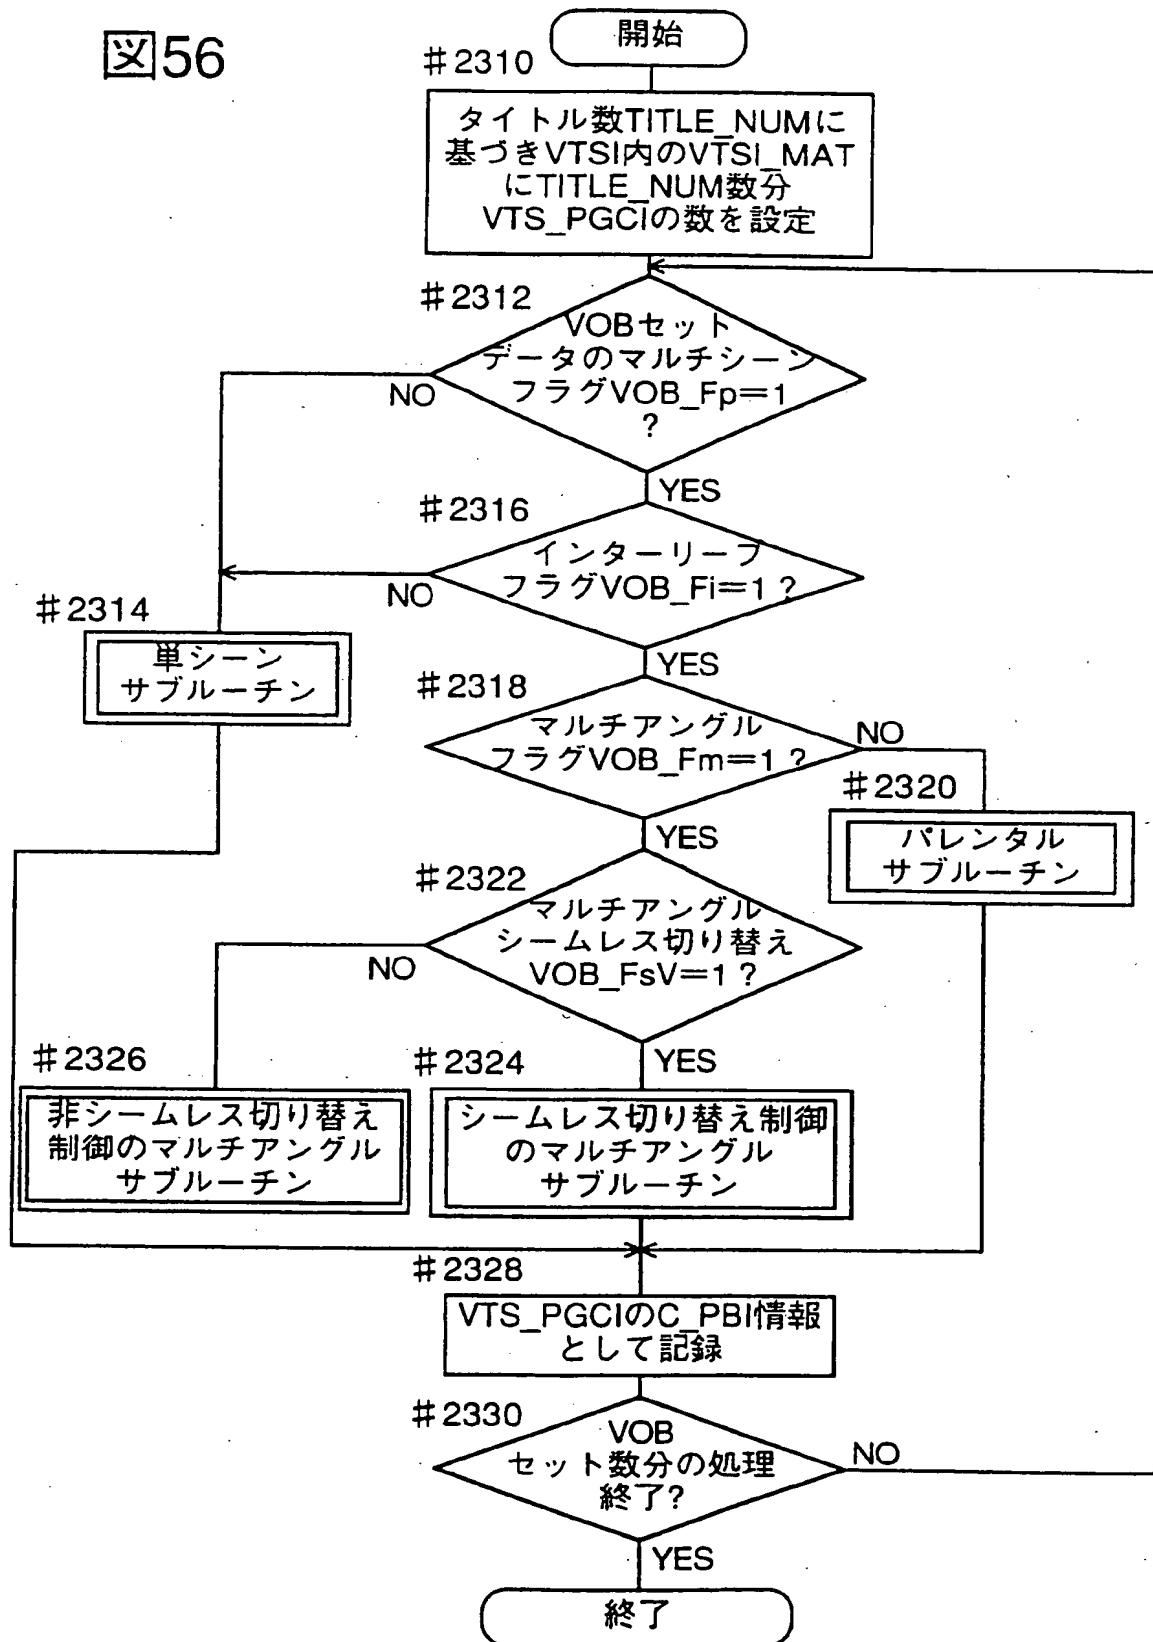 図56
開始
#2310
タイトル数TITLE_NUMに
基づきVTSI内のVTSI_MAT
にTITLE_NUM数分
VTS_PGCIの数を設定
#2312
VOBセット
データのマルチシーン
フラグVOB_Fp=1
?
NO
YES
#2316
インターリーブ
フラグVOB_Fi=1?
NO
YES
#2314
単シーン
サブルーチン
#2318
マルチアングル
フラグVOB_Fm=1?
NO
YES
#2320
パレンタル
サブルーチン
#2322
マルチアングル
シームレス切り替え
VOB_FsV=1?
NO
YES
#2326
非シームレス切り替え
制御のマルチアングル
サブルーチン
#2324
シームレス切り替え制御
のマルチアングル
サブルーチン
#2328
VTS_PGCIのC_PBI情報
として記録
#2330
VOB
セット数分の処理
終了?
NO
YES
終了